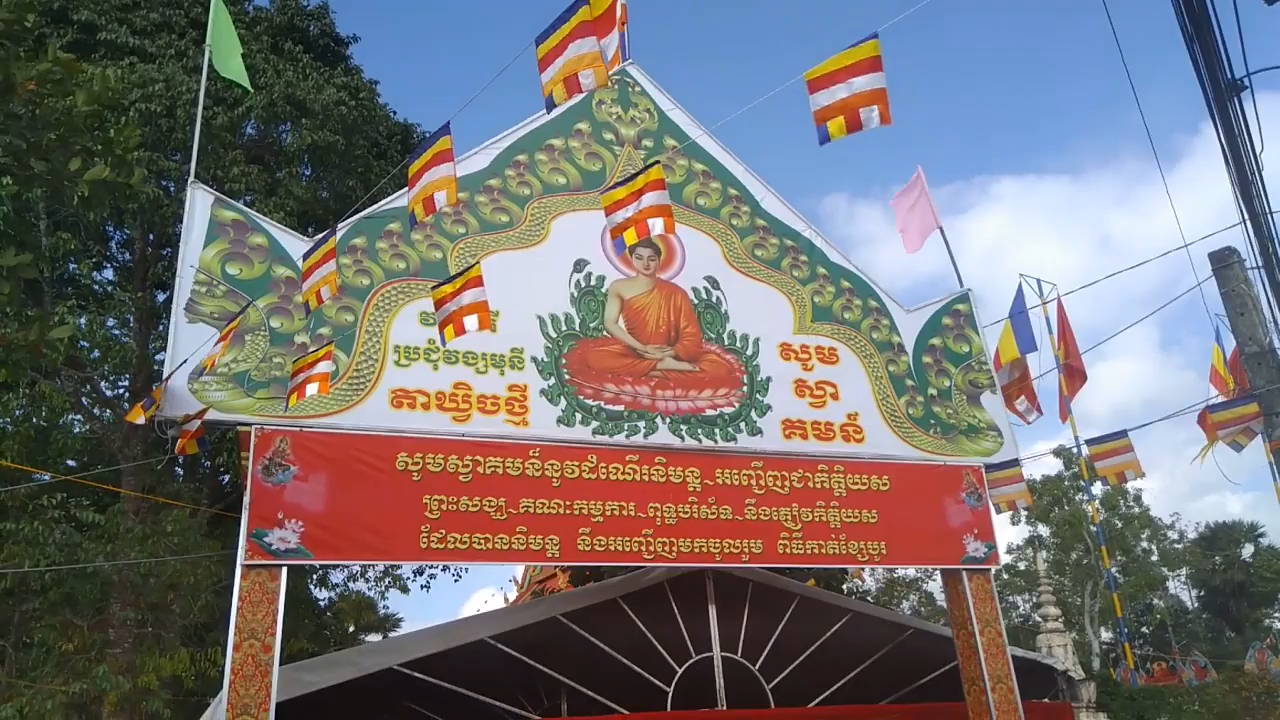 ប្រជុំវង្សមុនី
តាឃ្វិចថ្មី
សូម
ស្វា
គមន៍
សូមស្វាគមន៍នូវដំណើរនិមន្ត~អញ្ជើញជាកិត្តិយស
ព្រះសង្ឃ~គណៈកម្មការ~ពុទ្ធបរិស័ទ~នឹងភ្ញៀវកិត្តិយស
ដែលបាននិមន្ត នឹងអញ្ជើញមកចូលរួម ពិធីកាត់ខ្សែបូរ